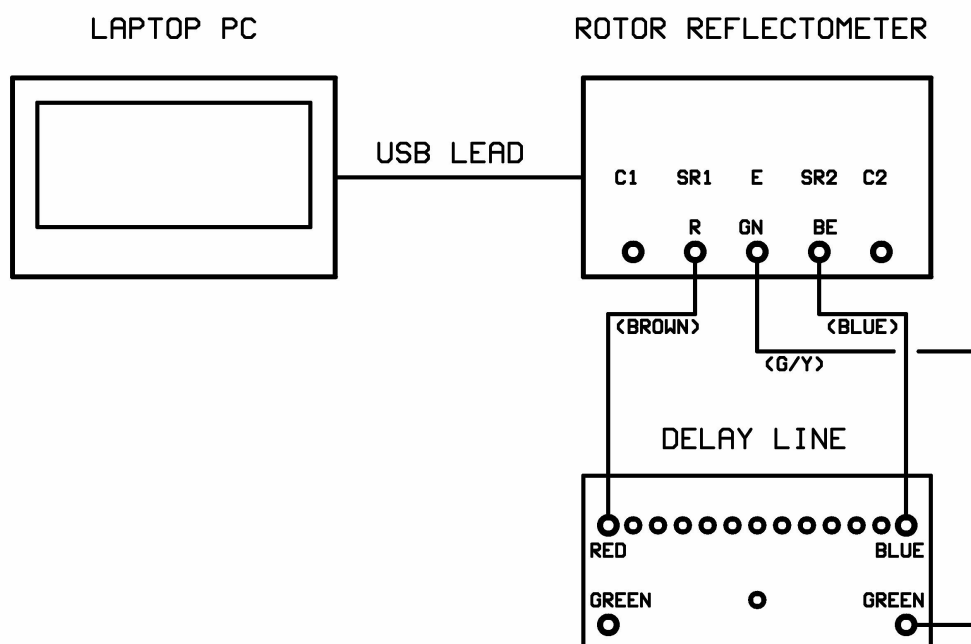 LAPTOP PC
ROTOR REFLECTOMETER
USB LEAD
C1 SR1 E SR2 C2
R GN BE
(BROWN)
(BLUE)
(G/Y)
DELAY LINE
RED
BLUE
GREEN
GREEN